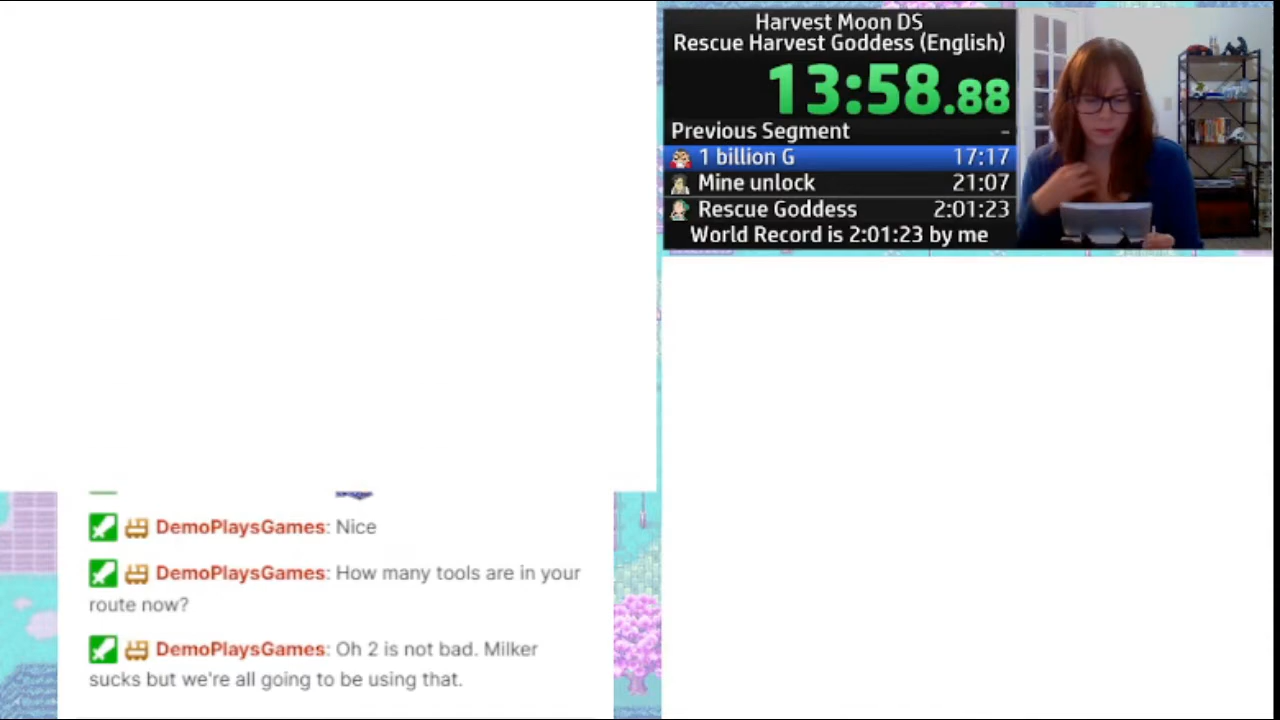 Harvest Moon DS
Rescue Harvest Goddess (English)
13:58.88
Previous Segment –
1 billion G 17:17
Mine unlock 21:07
Rescue Goddess 2:01:23
World Record is 2:01:23 by me
DemoPlaysGames: Nice
DemoPlaysGames: How many tools are in your
route now?
DemoPlaysGames: Oh 2 is not bad. Milker
sucks but we're all going to be using that.